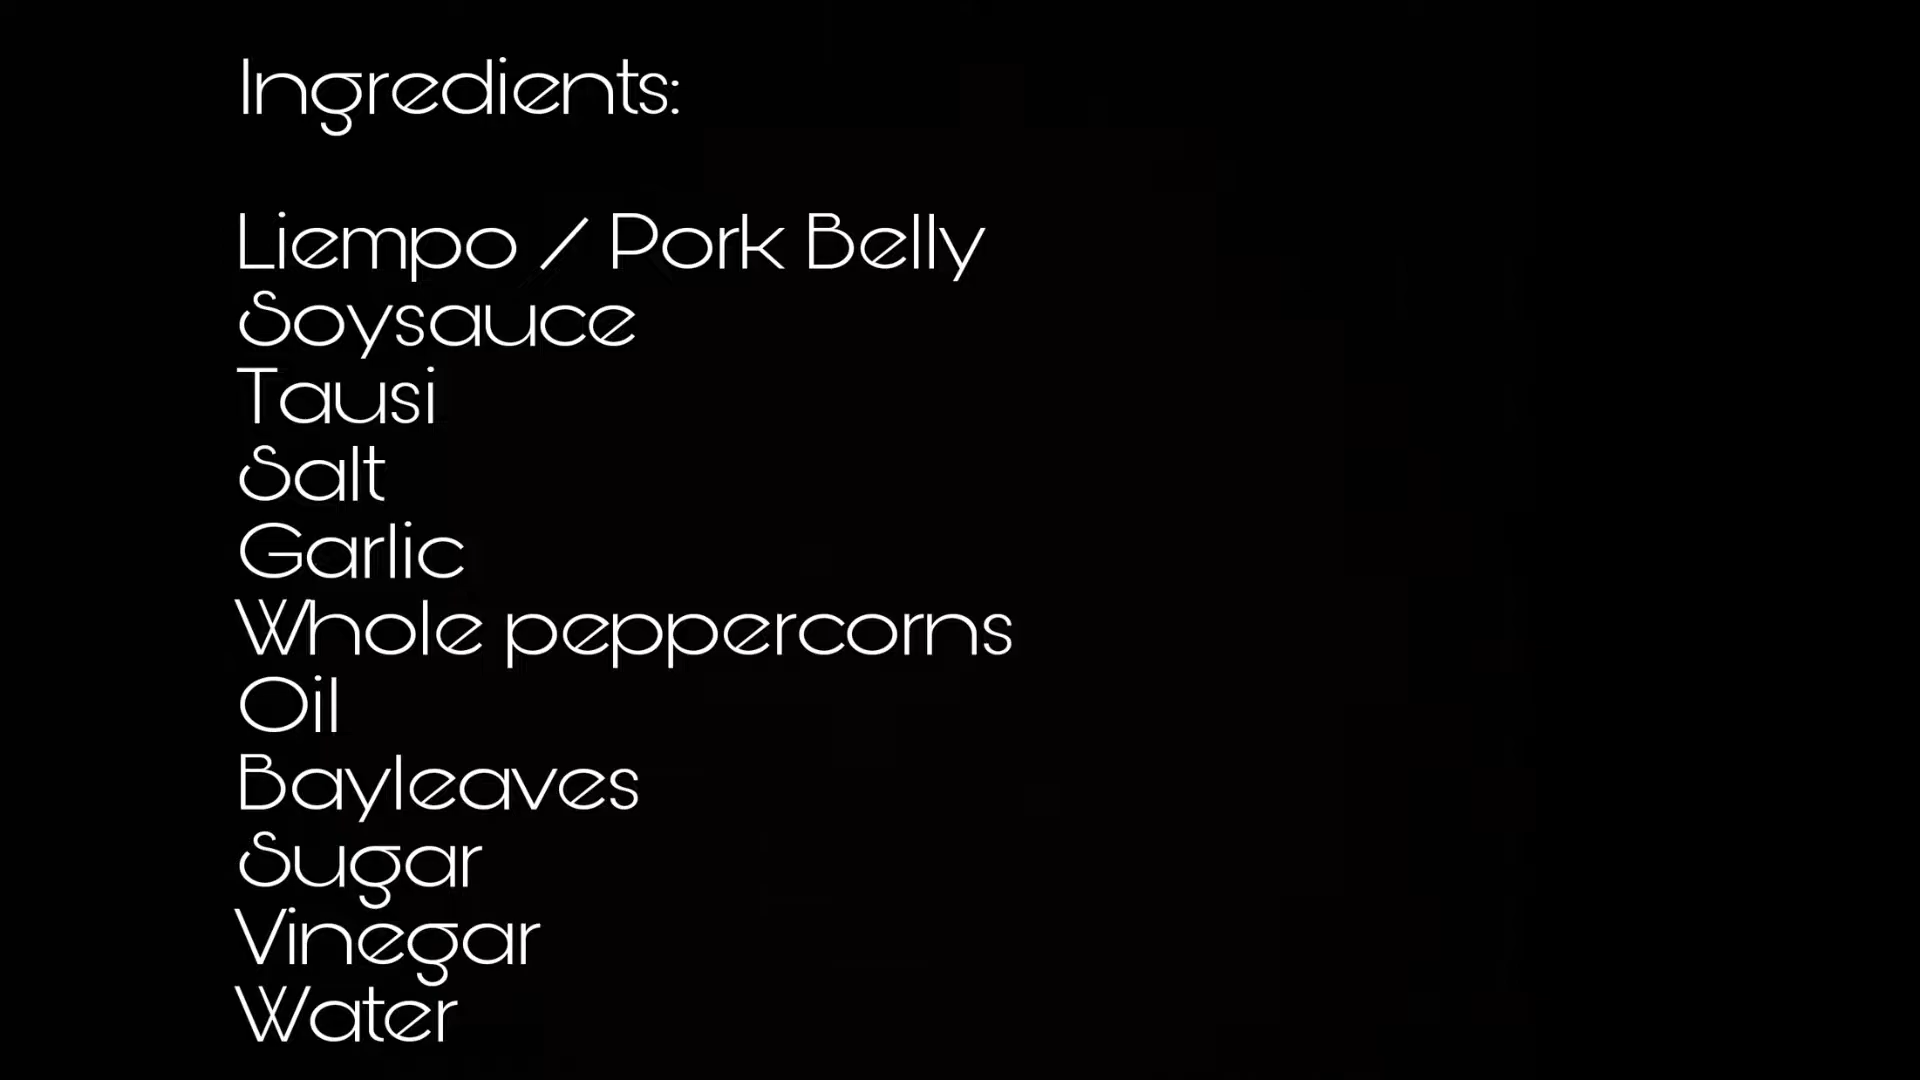 Ingredients:
Liempo / Pork Belly
Soysauce
Tausi
Salt
Garlic
Whole peppercorns
Oil
Bayleaves
Sugar
Vinegar
Water